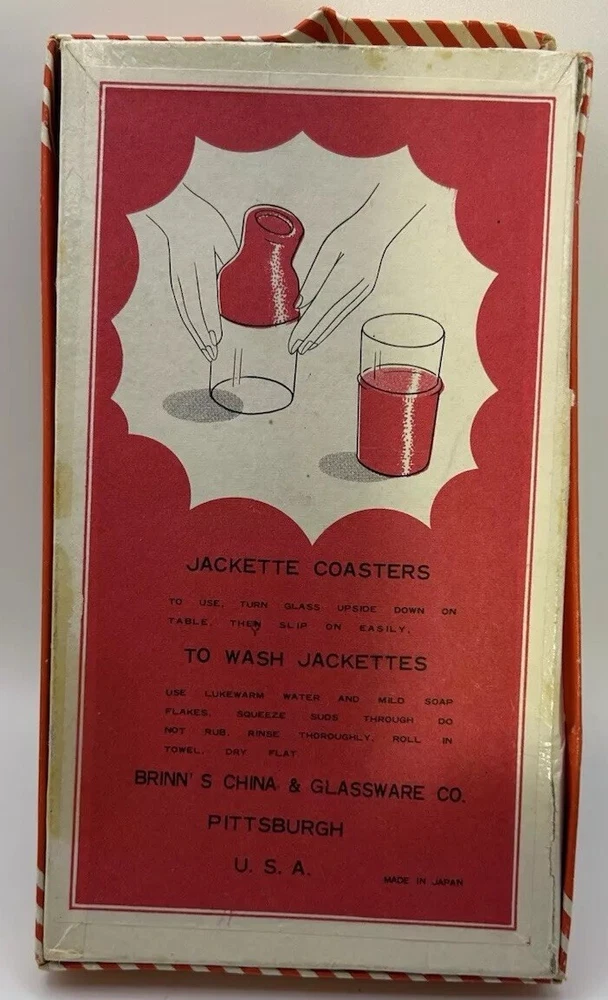 JACKETTE COASTERS
TO USE, TURN GLASS UPSIDE DOWN ON
TABLE, THEN SLIP ON EASILY.
TO WASH JACKETTES
USE LUKEWARM WATER AND MILD SOAP
FLAKES. SQUEEZE SUDS THROUGH DO
NOT RUB. RINSE THOROUGHLY. ROLL IN
TOWEL. DRY FLAT
BRINN'S CHINA & GLASSWARE CO.
PITTSBURGH
U. S. A.
MADE IN JAPAN